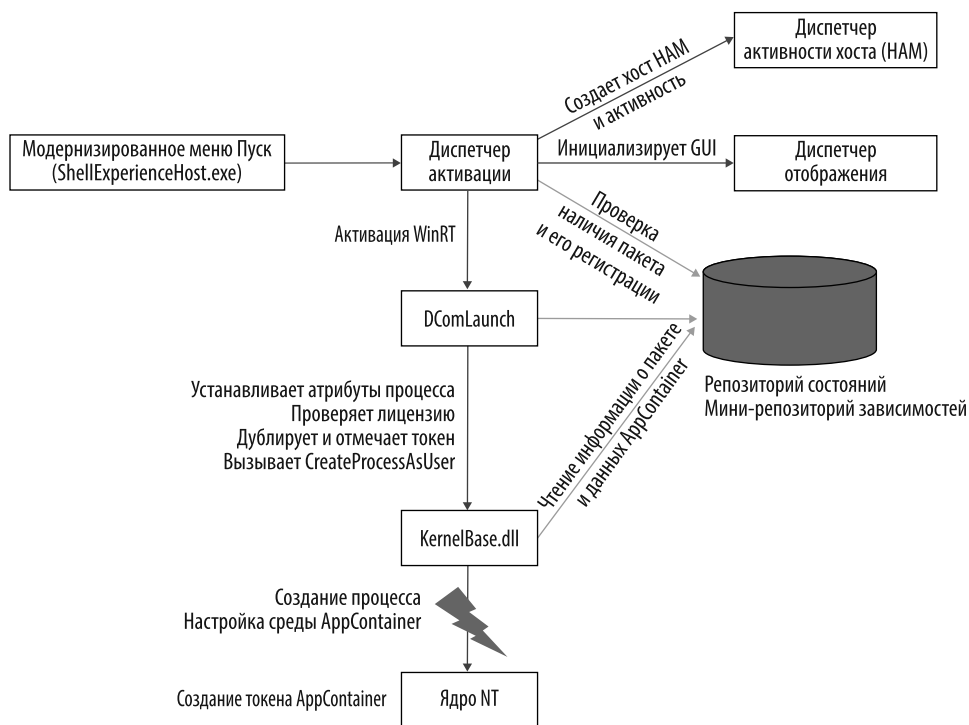 Диспетчер
активности хоста (HAM)
Создает хост HAM
и активность
Модернизированное меню Пуск
(ShellExperienceHost.exe)
Диспетчер
активации
Инициализирует GUI
Диспетчер
отображения
Проверка
наличия пакета
и его регистрации
Активация WinRT
DComLaunch
Репозиторий состояний
Мини-репозиторий зависимостей
Устанавливает атрибуты процесса
Проверяет лицензию
Дублирует и отмечает токен
Вызывает CreateProcessAsUser
Чтение информации о пакете
и данных AppContainer
KernelBase.dll
Создание процесса
Настройка среды AppContainer
Создание токена AppContainer
Ядро NT